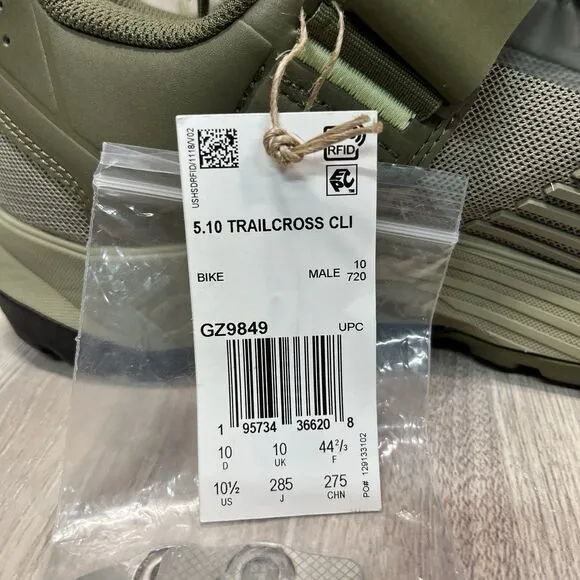 USHSDRFID/1118/V02
RFID
EPC
5.10 TRAILCROSS CLI
BIKE MALE 10
720
GZ9849 UPC
1 95734 36620 8
10 10 44 2/3
D UK F
10½ 285 275
US J CHN
PO# 129133102